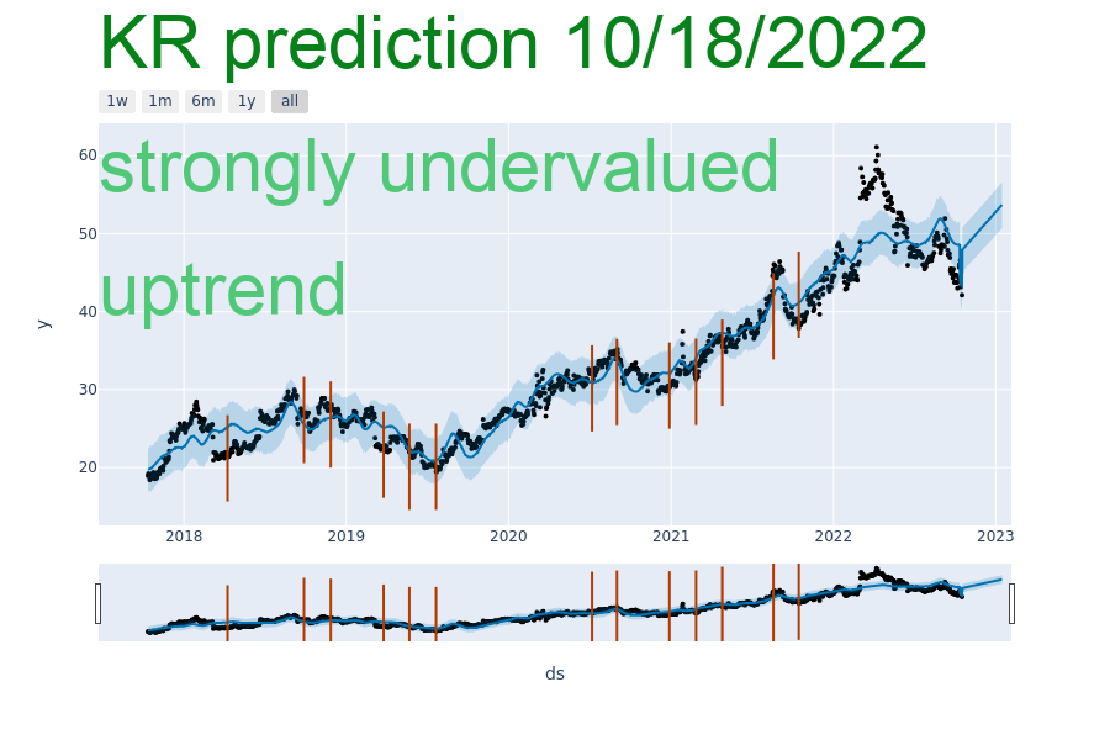 KR prediction 10/18/2022
1w 1m 6m 1y all
strongly undervalued
uptrend
60
50
40
30
20
y
2018 2019 2020 2021 2022 2023
ds